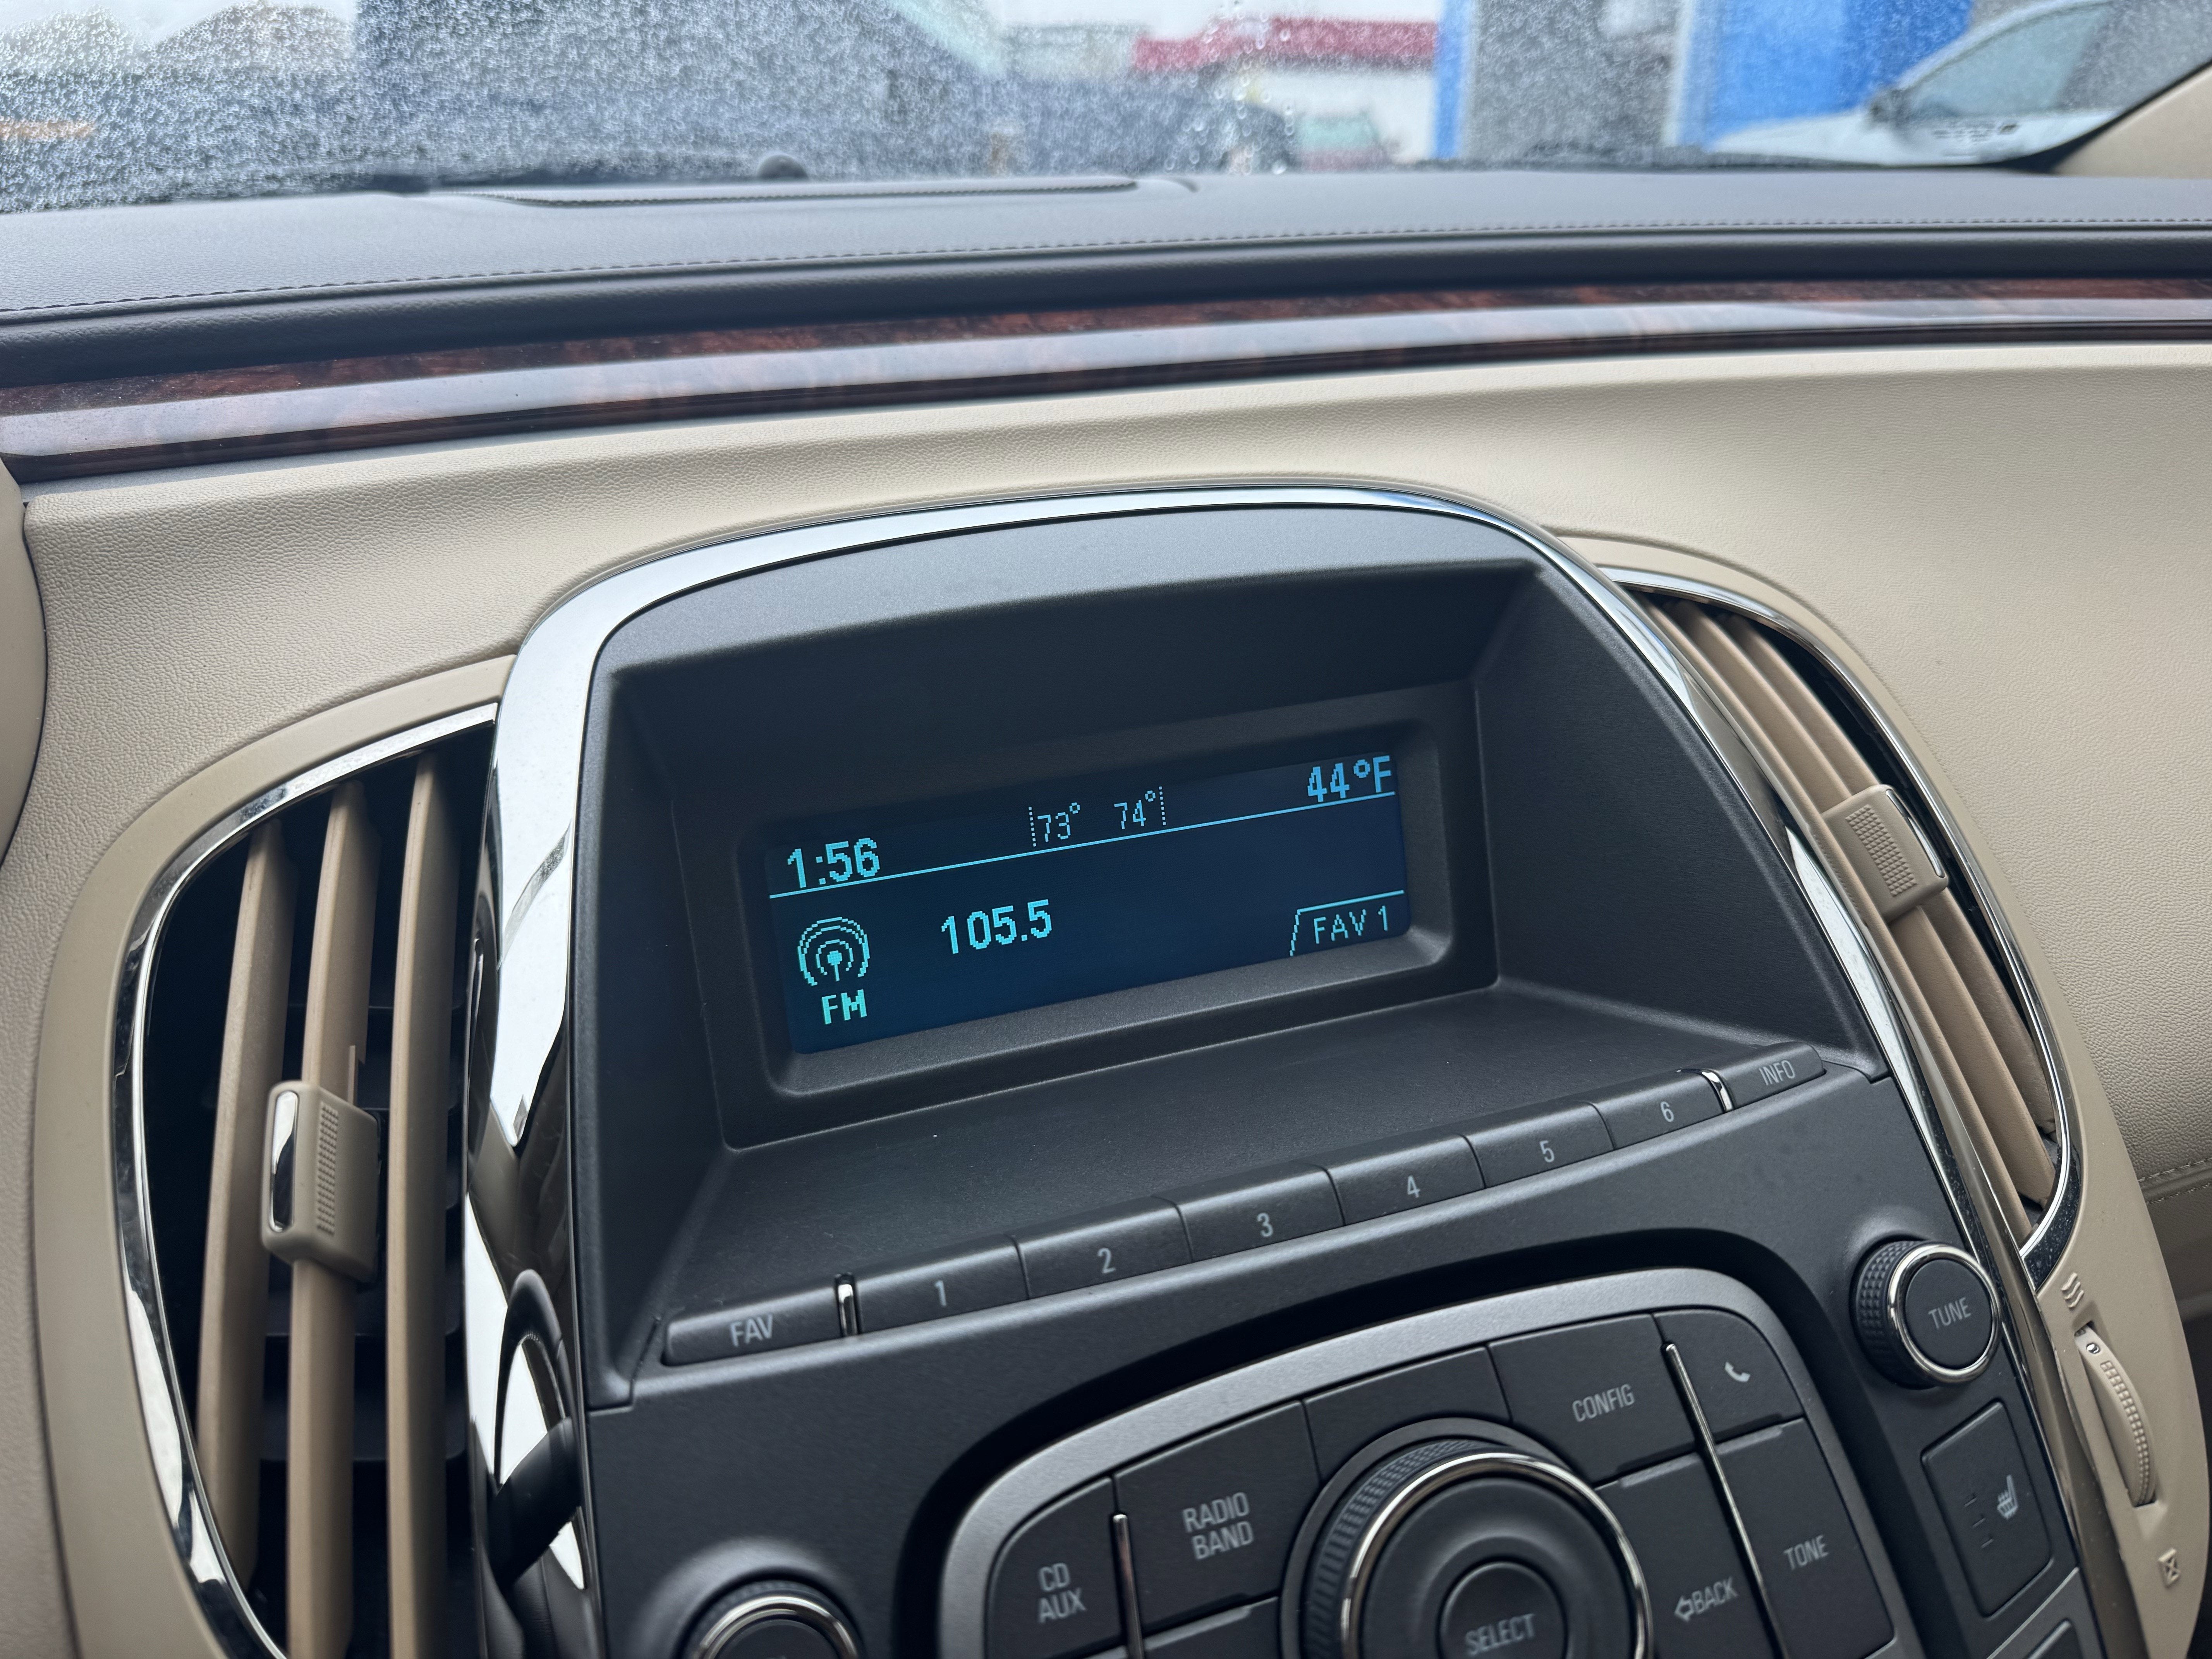 44°F
73° 74°
1:56
105.5
FAV 1
FM
INFO
6
5
4
3
2
1
FAV
TUNE
CONFIG
RADIO
BAND
TONE
CD
AUX
BACK
SELECT